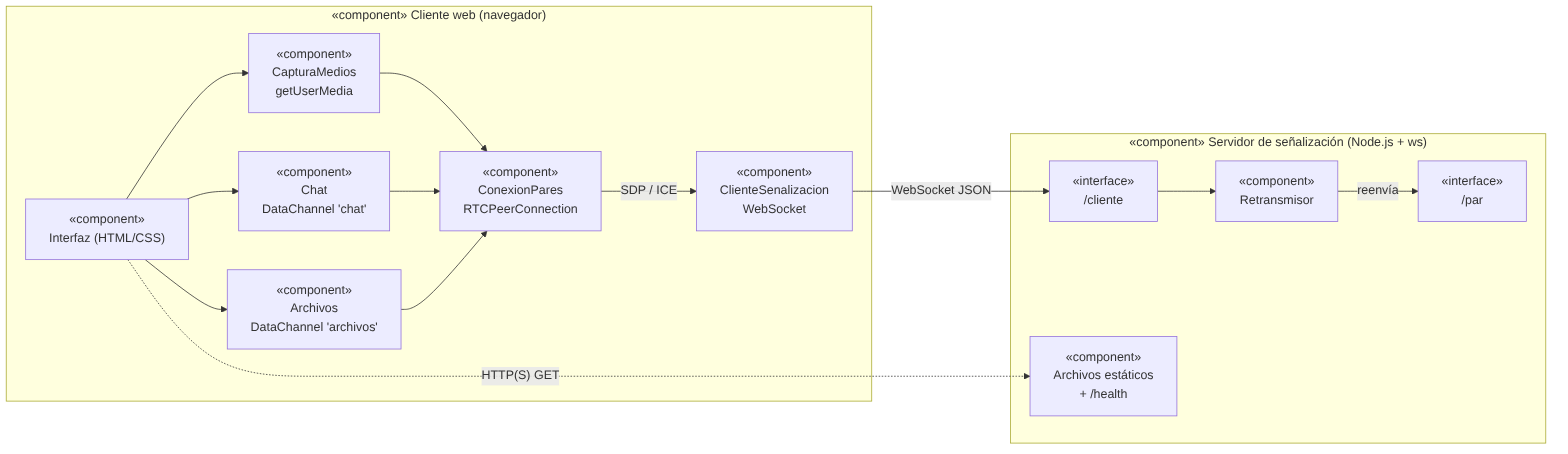 «component» Cliente web (navegador)
«component»
CapturaMedios
getUserMedia
«component»
Interfaz (HTML/CSS)
«component»
Chat
DataChannel 'chat'
«component»
Archivos
DataChannel 'archivos'
«component»
ConexionPares
RTCPeerConnection
SDP / ICE
«component»
ClienteSenalizacion
WebSocket
WebSocket JSON
HTTP(S) GET
«component» Servidor de señalización (Node.js + ws)
«interface»
/cliente
«component»
Retransmisor
reenvía
«interface»
/par
«component»
Archivos estáticos
+ /health